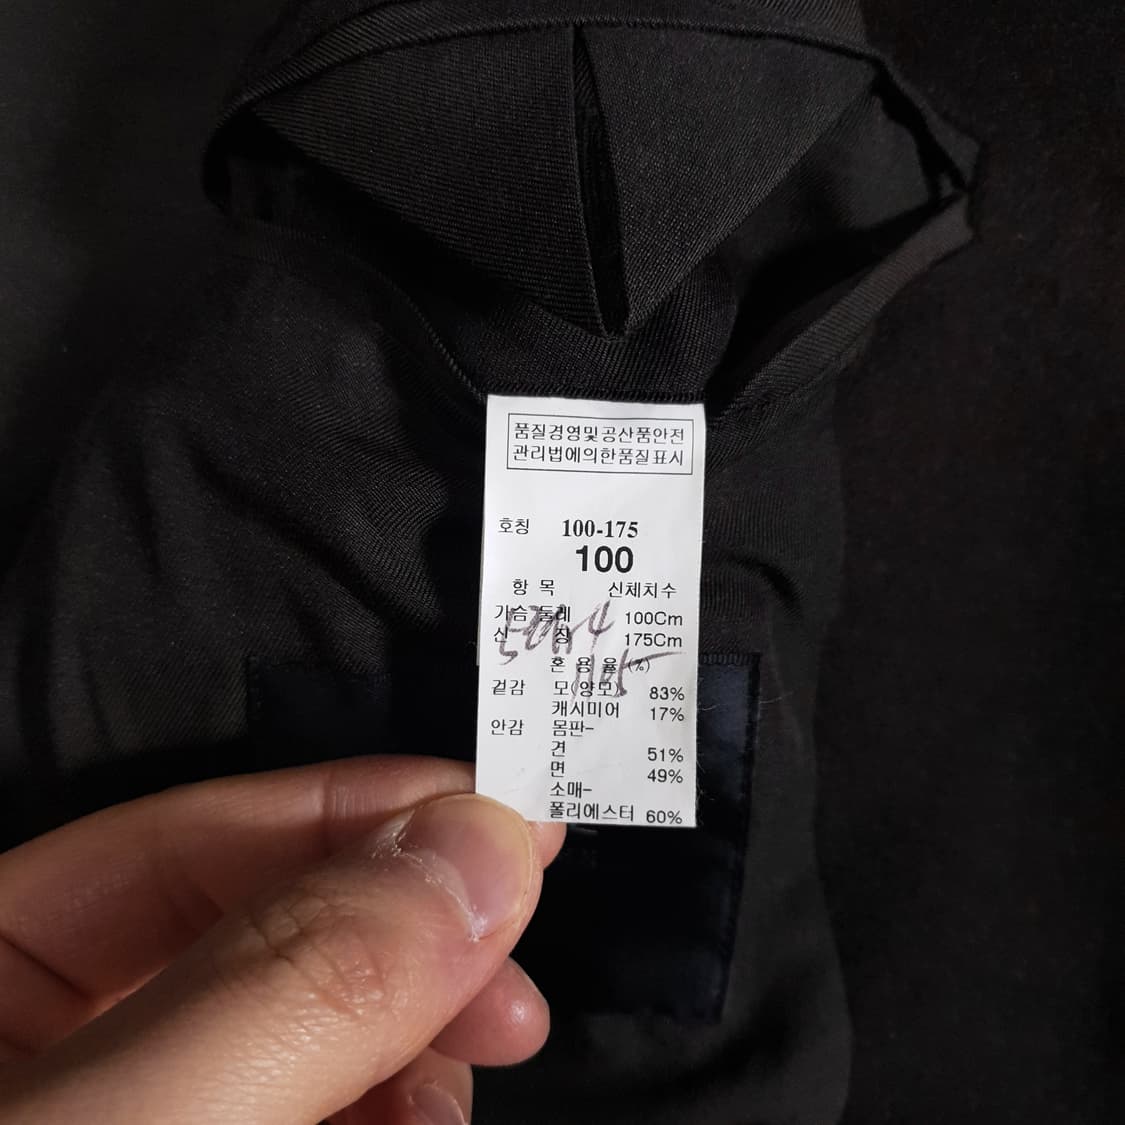 품질경영및공산품안전
관리법에의한품질표시
호칭 100-175
100
항 목 신체치수
가슴둘레 100Cm
신 장 175Cm
혼 용 율 (%)
겉감 모(양모) 83%
캐시미어 17%
안감 몸판-
견 51%
면 49%
소매-
폴리에스터 60%